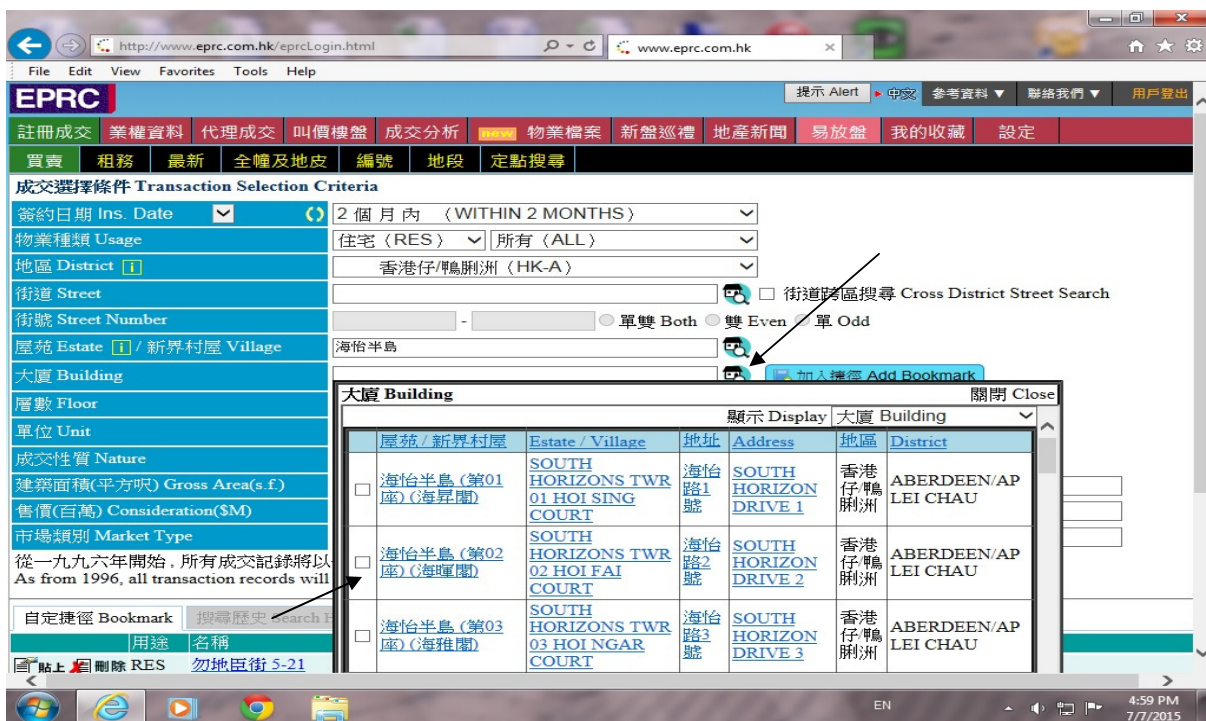 http://www.eprc.com.hk/eprcLogin.html
www.eprc.com.hk
File Edit View Favorites Tools Help
EPRC
提示 Alert 中文 參考資料 ▼ 聯絡我們 ▼ 用戶登出
註冊成交 業權資料 代理成交 叫價樓盤 成交分析 new 物業檔案 新盤巡禮 地產新聞 易放盤 我的收藏 設定
買賣 租務 最新 全幢及地皮 編號 地段 定點搜尋
成交選擇條件 Transaction Selection Criteria
簽約日期 Ins. Date 2 個 月 內 (WITHIN 2 MONTHS)
物業種類 Usage 住宅 (RES) 所有 (ALL)
地區 District i 香港仔/鴨脷洲 (HK-A)
街道 Street 街道跨區搜尋 Cross District Street Search
街號 Street Number - 單雙 Both 雙 Even 單 Odd
屋苑 Estate i / 新界村屋 Village 海怡半島
大廈 Building 加入捷徑 Add Bookmark
層數 Floor
單位 Unit
成交性質 Nature
建築面積(平方呎) Gross Area(s.f.)
售價(百萬) Consideration($M)
市場類別 Market Type
從一九九六年開始 , 所有成交記錄將以
As from 1996, all transaction records will
大廈 Building 關閉 Close
顯示 Display 大廈 Building
屋苑 / 新界村屋 Estate / Village 地址 Address 地區 District
海怡半島 (第01座) (海昇閣) SOUTH HORIZONS TWR 01 HOI SING COURT 海怡路1號 SOUTH HORIZON DRIVE 1 香港仔/鴨脷洲 ABERDEEN/AP LEI CHAU
海怡半島 (第02座) (海暉閣) SOUTH HORIZONS TWR 02 HOI FAI COURT 海怡路2號 SOUTH HORIZON DRIVE 2 香港仔/鴨脷洲 ABERDEEN/AP LEI CHAU
海怡半島 (第03座) (海雅閣) SOUTH HORIZONS TWR 03 HOI NGAR COURT 海怡路3號 SOUTH HORIZON DRIVE 3 香港仔/鴨脷洲 ABERDEEN/AP LEI CHAU
自定捷徑 Bookmark 搜尋歷史 Search
用途 名稱
貼上 刪除 RES 勿地臣街 5-21
EN
4:59 PM
7/7/2015